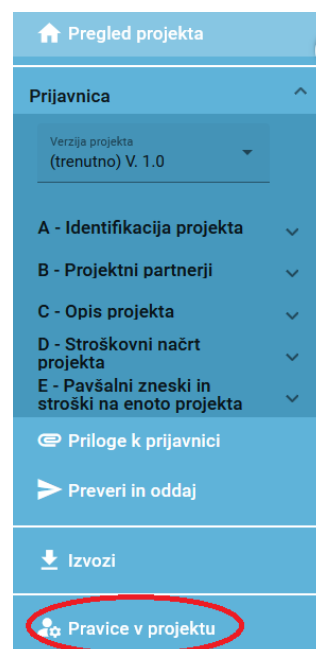 Pregled projekta
Prijavnica
Verzija projekta
(trenutno) V. 1.0
A - Identifikacija projekta
B - Projektni partnerji
C - Opis projekta
D - Stroškovni načrt
projekta
E - Pavšalni zneski in
stroški na enoto projekta
Priloge k prijavnici
Preveri in oddaj
Izvozi
Pravice v projektu